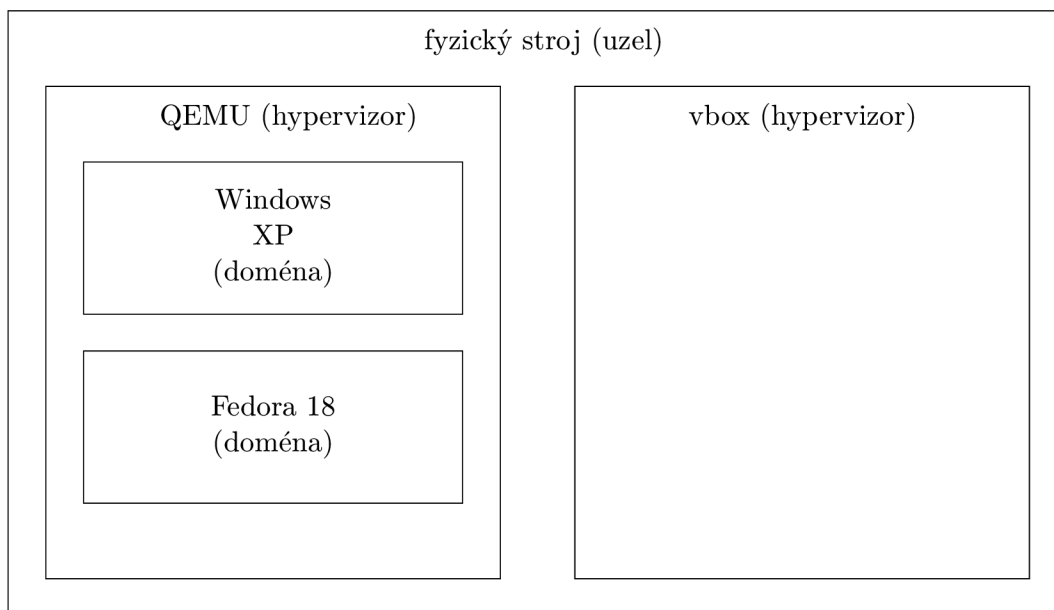 fyzický stroj (uzel)
QEMU (hypervizor)
Windows
XP
(doména)
Fedora 18
(doména)
vbox (hypervizor)